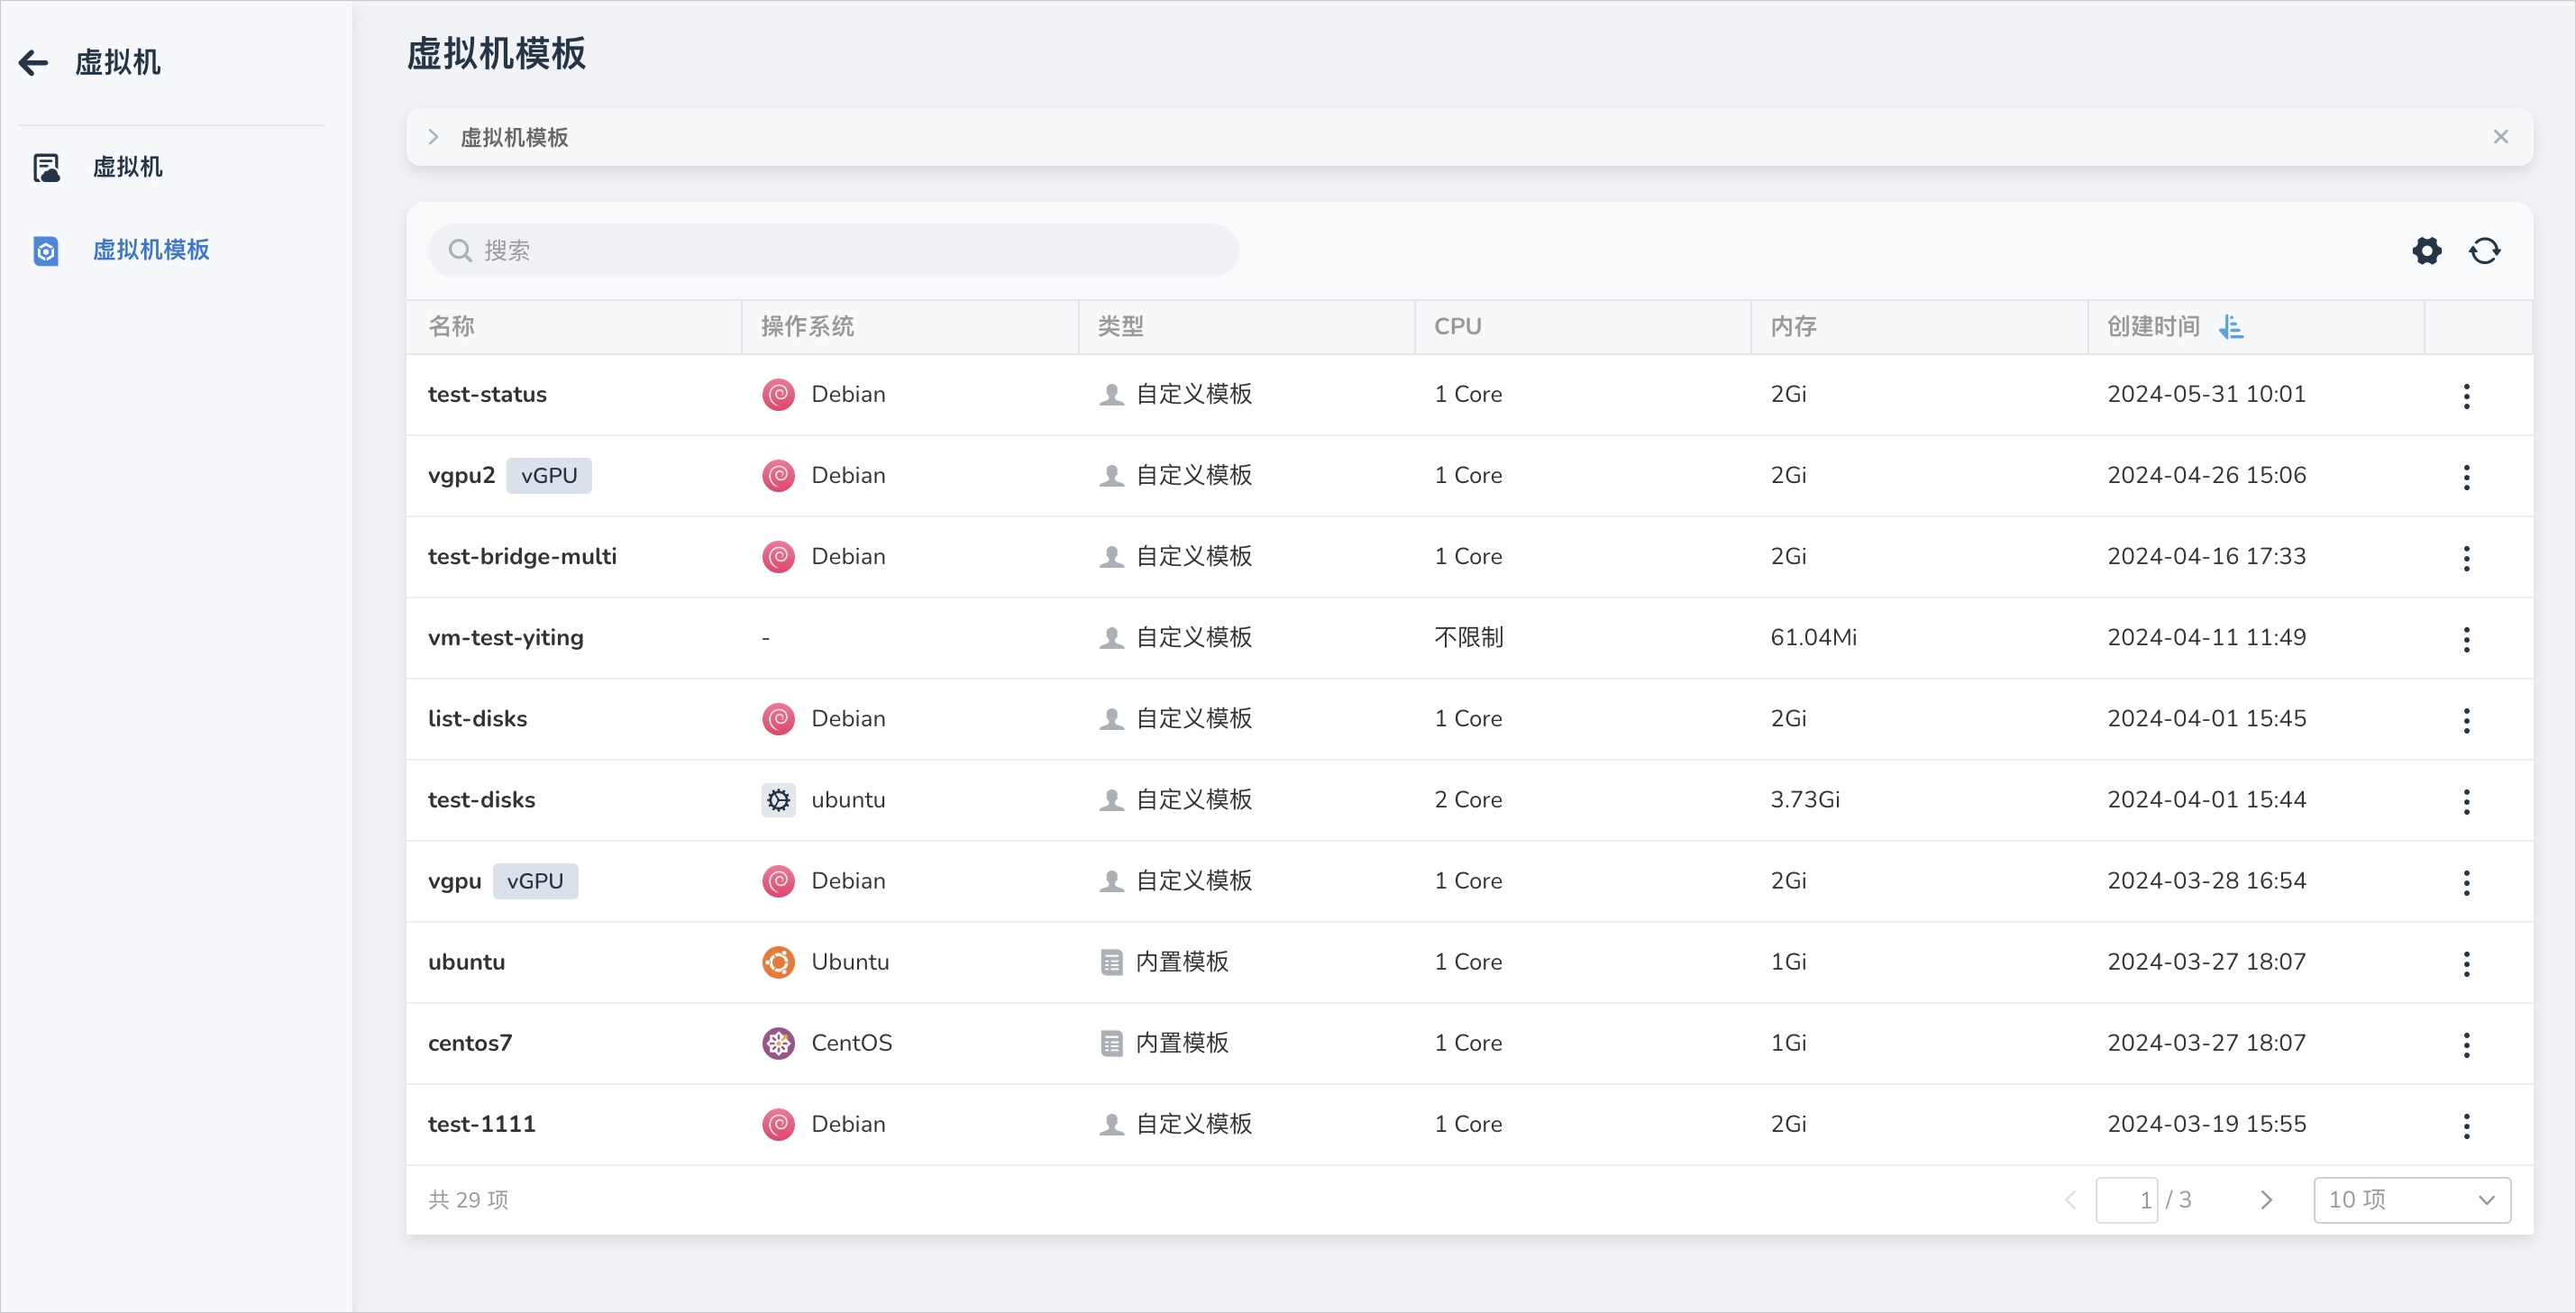 虚拟机
虚拟机
虚拟机模板
虚拟机模板
虚拟机模板
搜索
名称 操作系统 类型 CPU 内存 创建时间
test-status Debian 自定义模板 1 Core 2Gi 2024-05-31 10:01
vgpu2 vGPU Debian 自定义模板 1 Core 2Gi 2024-04-26 15:06
test-bridge-multi Debian 自定义模板 1 Core 2Gi 2024-04-16 17:33
vm-test-yiting - 自定义模板 不限制 61.04Mi 2024-04-11 11:49
list-disks Debian 自定义模板 1 Core 2Gi 2024-04-01 15:45
test-disks ubuntu 自定义模板 2 Core 3.73Gi 2024-04-01 15:44
vgpu vGPU Debian 自定义模板 1 Core 2Gi 2024-03-28 16:54
ubuntu Ubuntu 内置模板 1 Core 1Gi 2024-03-27 18:07
centos7 CentOS 内置模板 1 Core 1Gi 2024-03-27 18:07
test-1111 Debian 自定义模板 1 Core 2Gi 2024-03-19 15:55
共 29 项 1 / 3 10 项